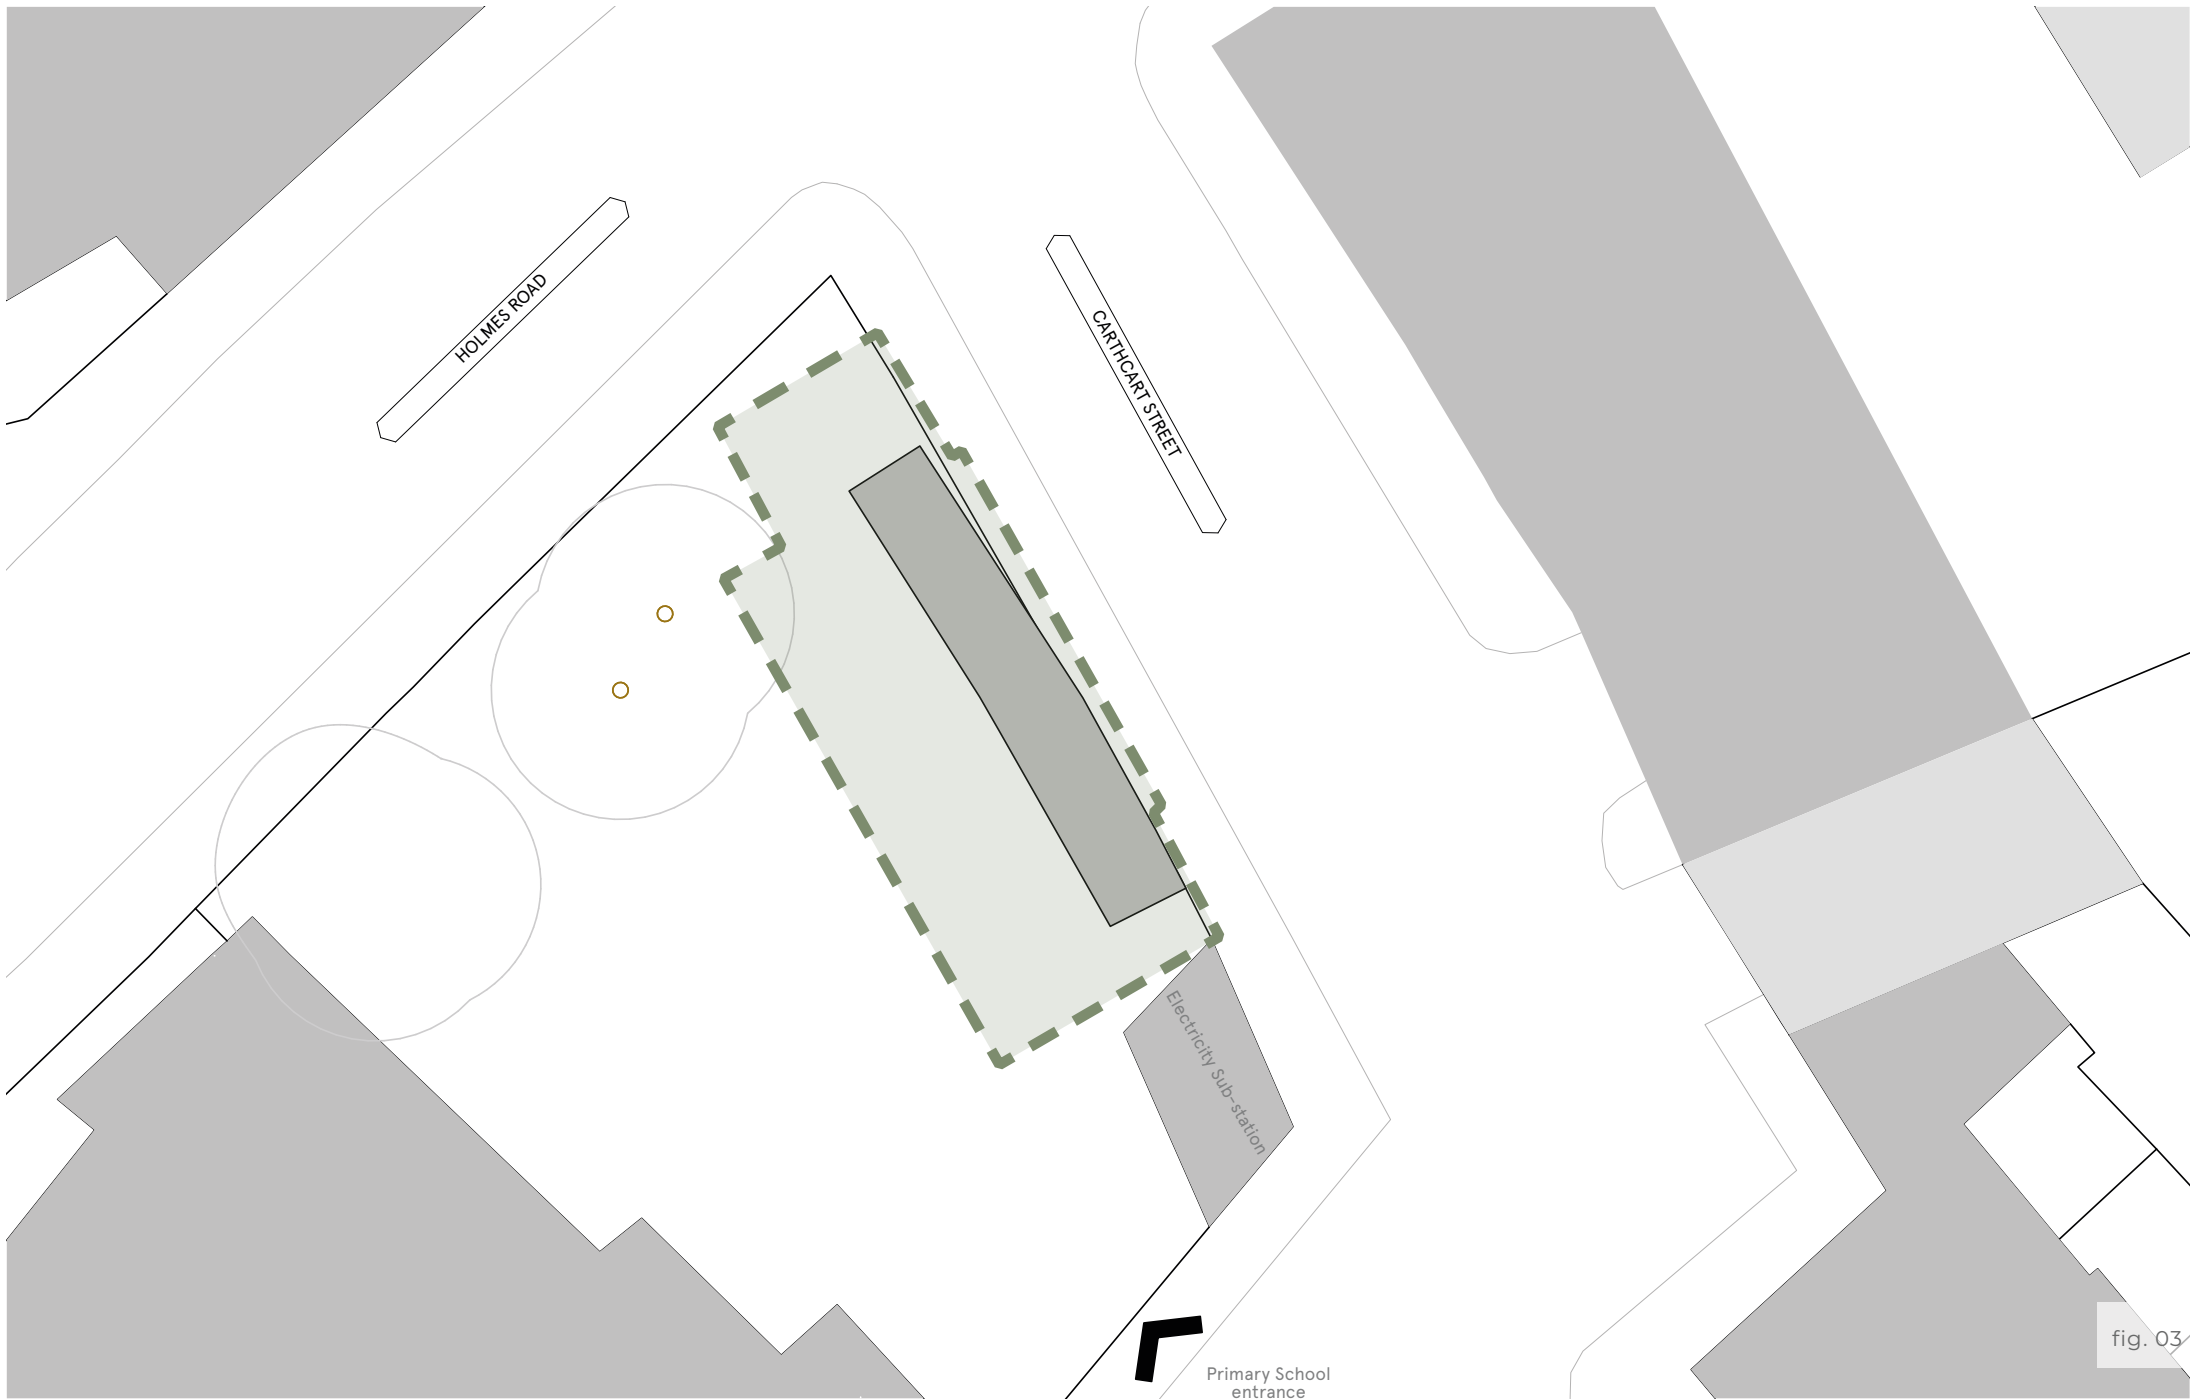 HOLMES ROAD
CARTHCART STREET
Electricity Sub-station
Primary School
entrance
fig. 03